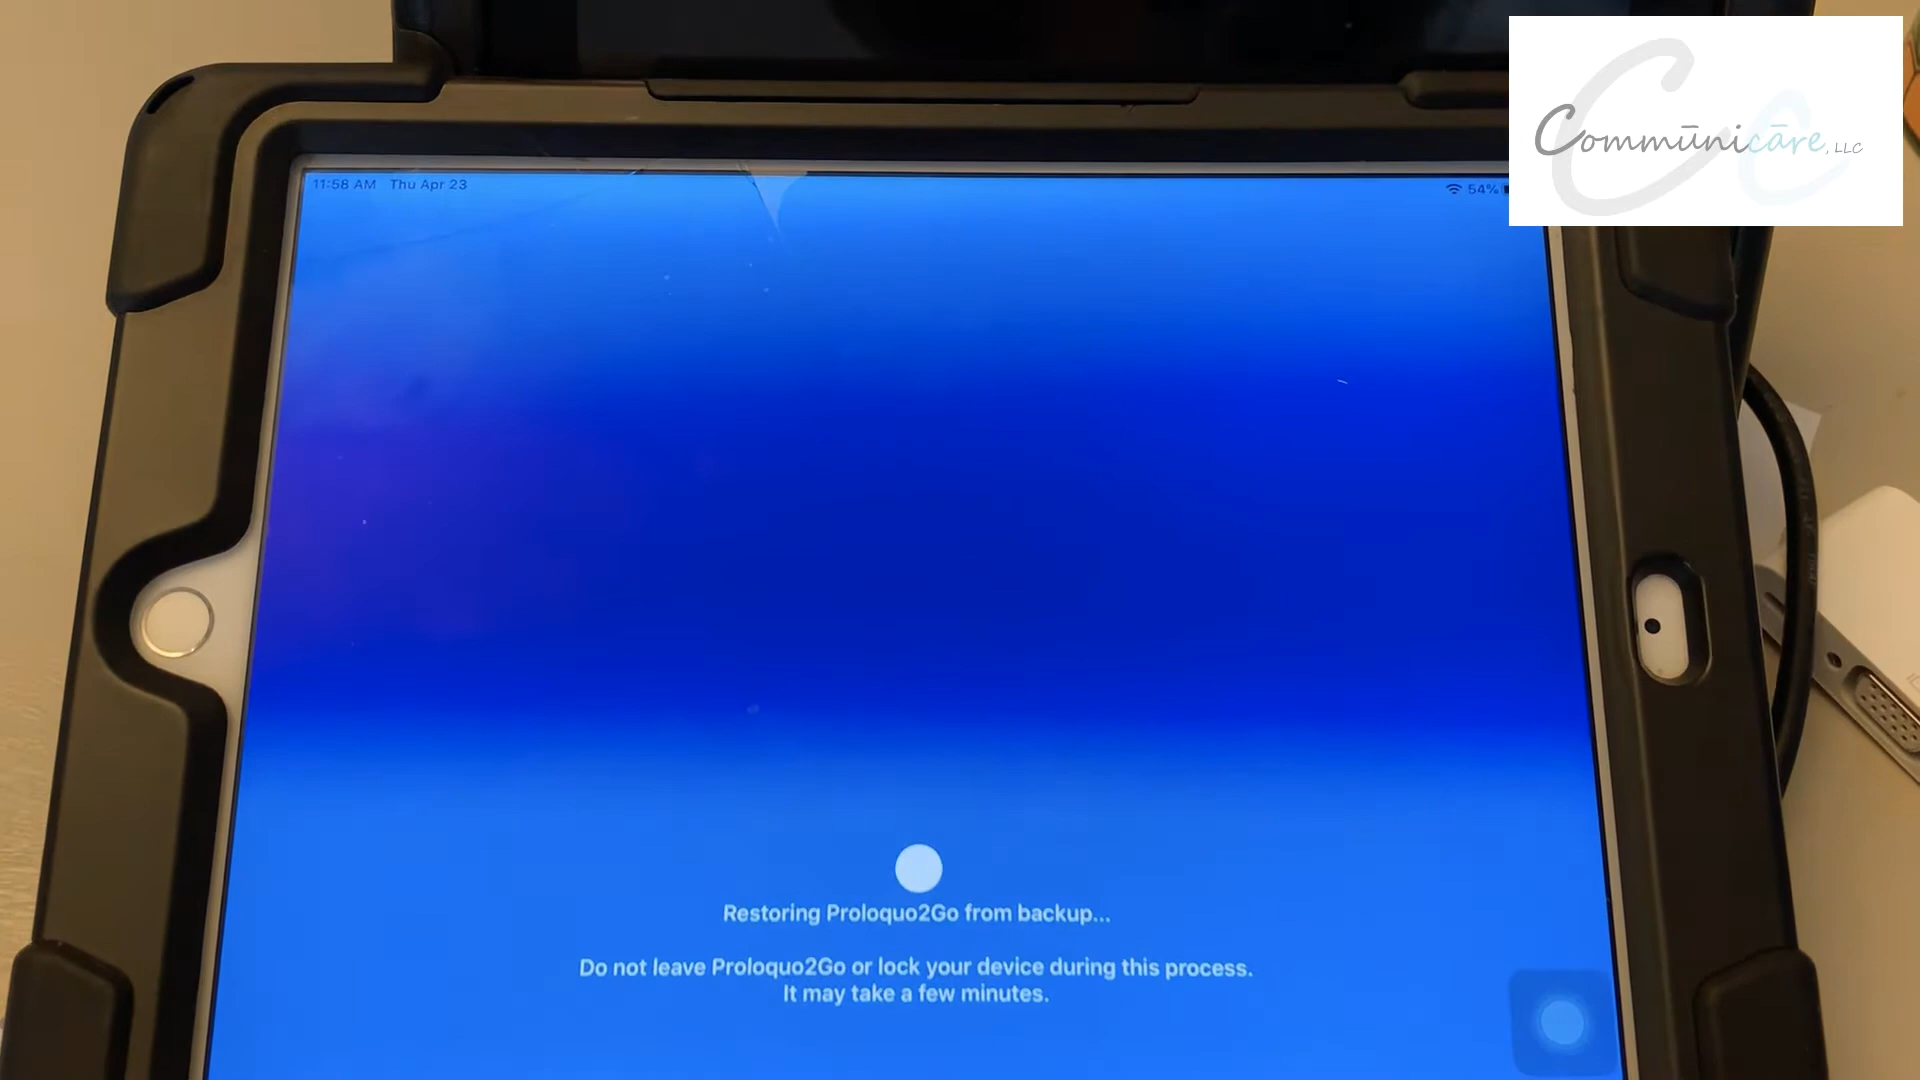 Commūnicāre, LLC
11:58 AM Thu Apr 23
54%
Restoring Proloquo2Go from backup...
Do not leave Proloquo2Go or lock your device during this process.
It may take a few minutes.